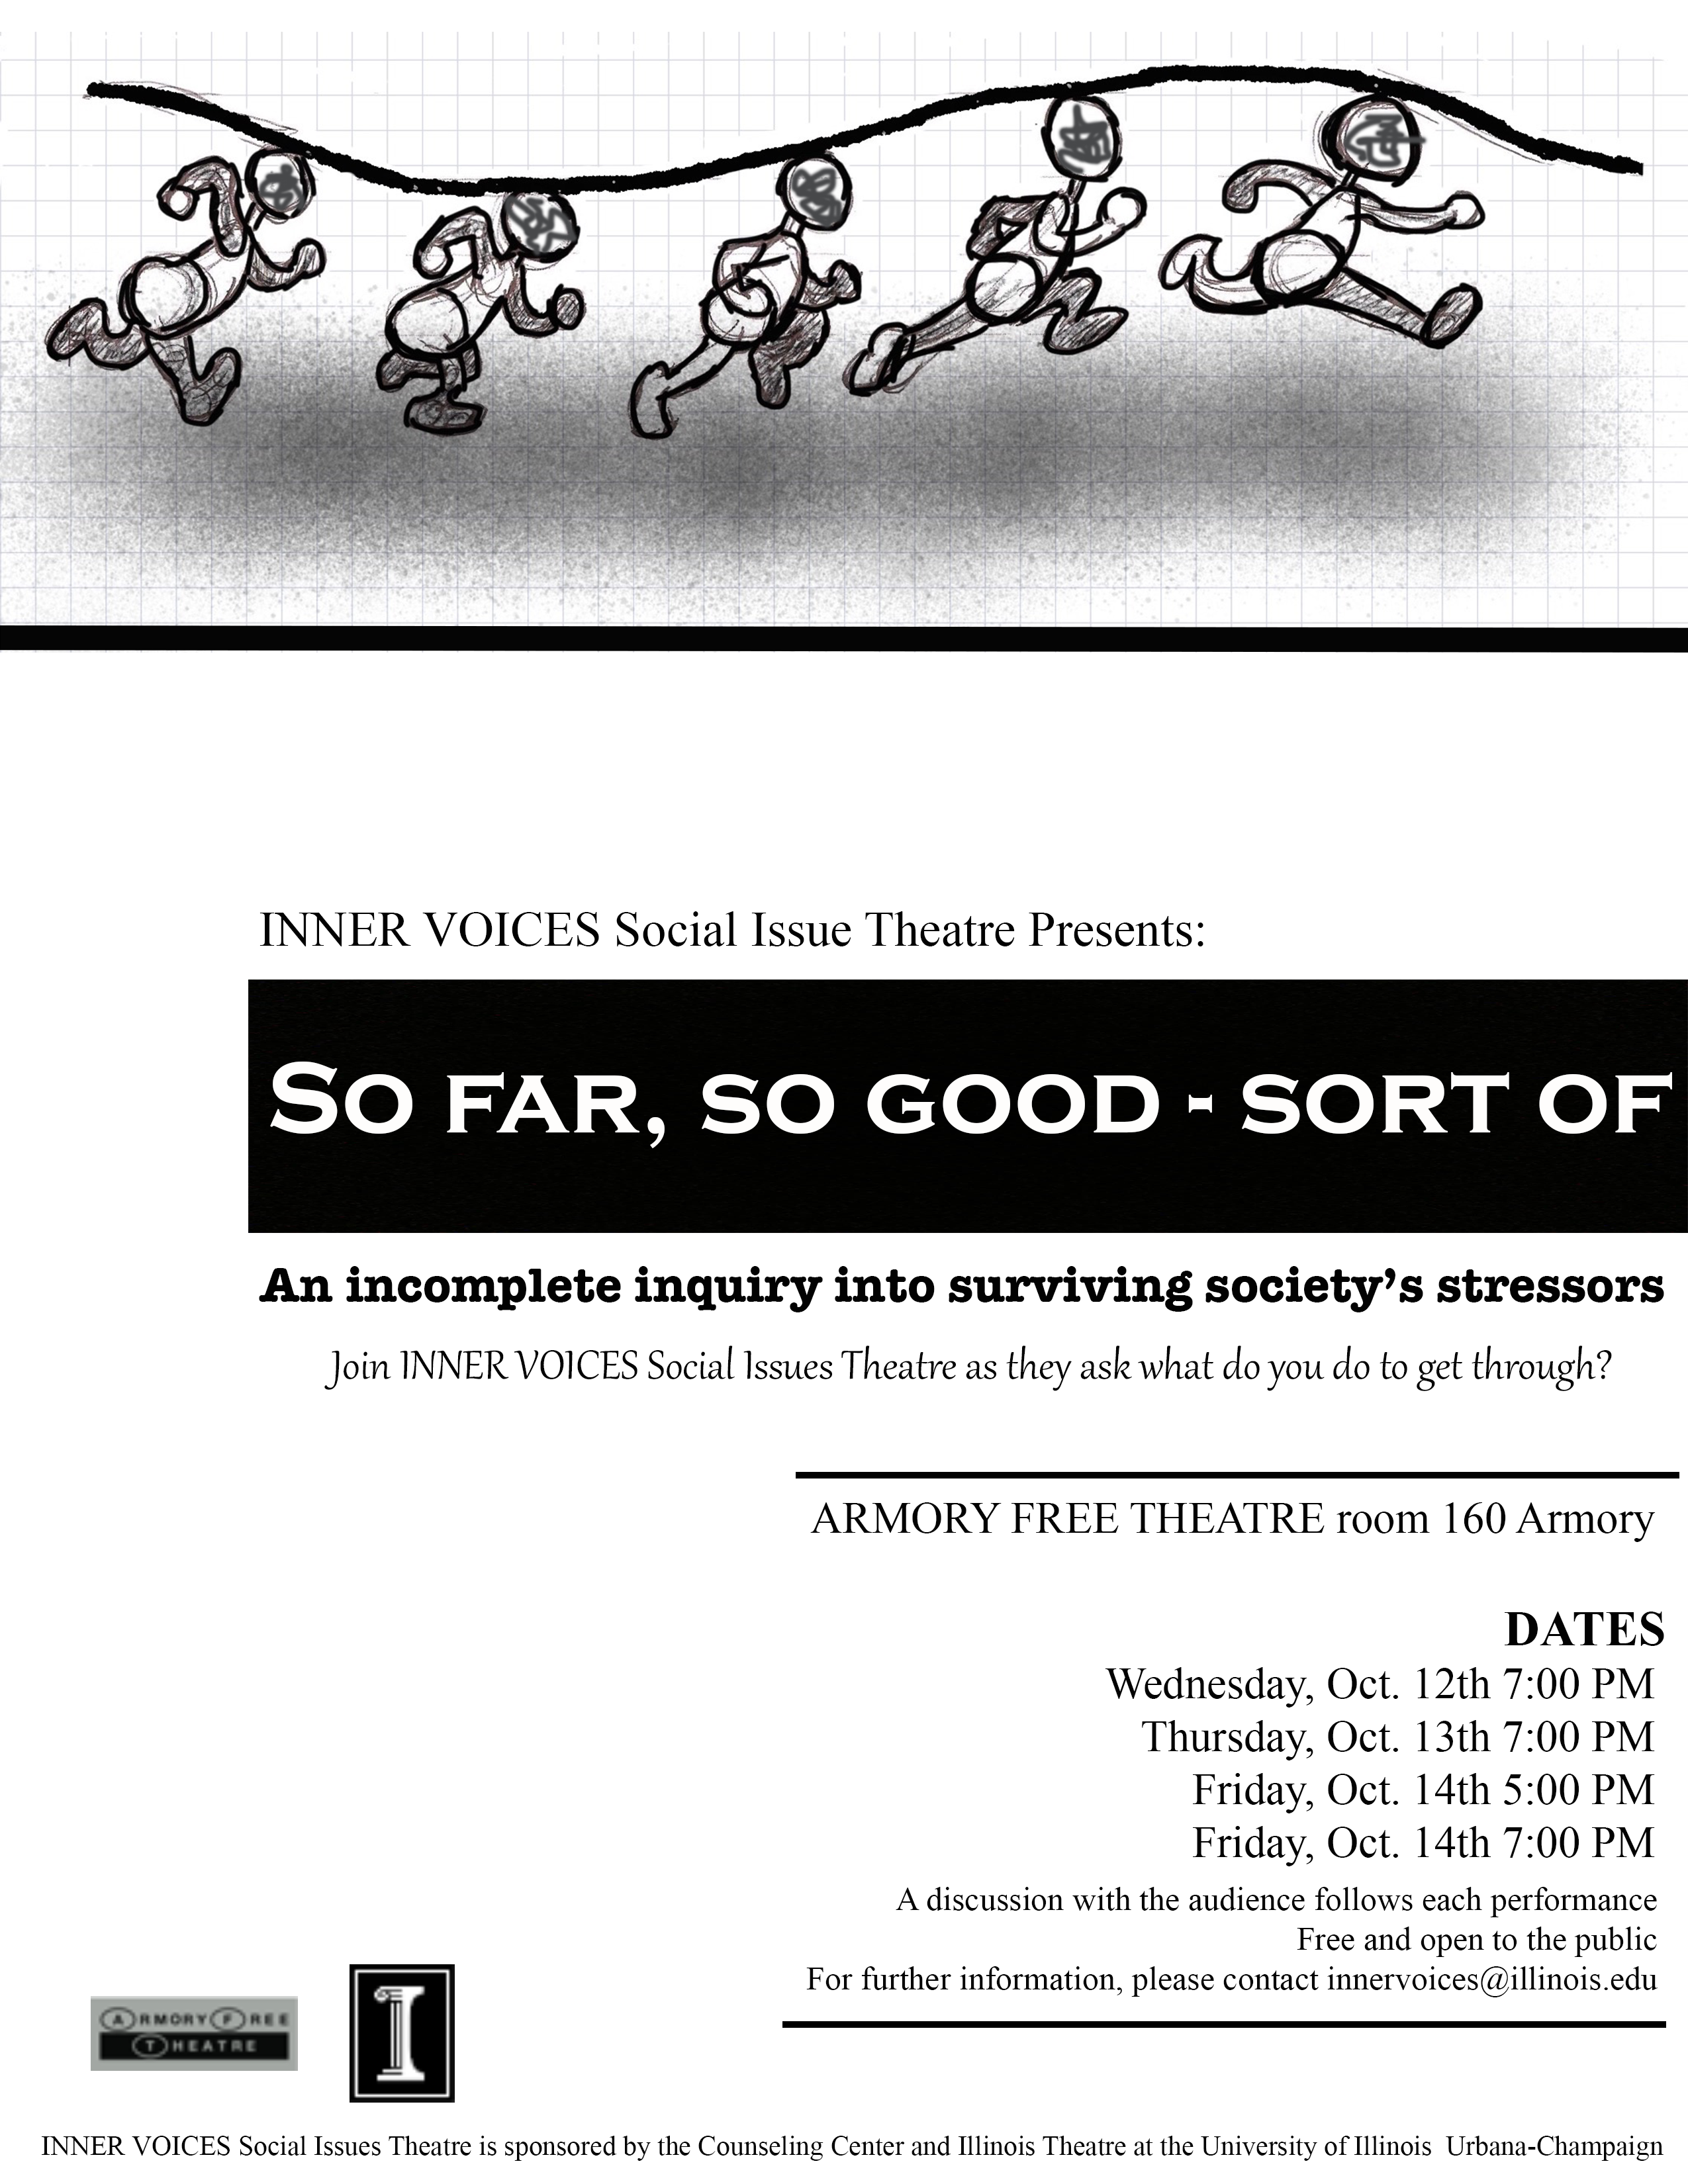 INNER VOICES Social Issue Theatre Presents:
SO FAR, SO GOOD - SORT OF
An incomplete inquiry into surviving society’s stressors
Join INNER VOICES Social Issues Theatre as they ask what do you do to get through?
ARMORY FREE THEATRE room 160 Armory
DATES
Wednesday, Oct. 12th 7:00 PM
Thursday, Oct. 13th 7:00 PM
Friday, Oct. 14th 5:00 PM
Friday, Oct. 14th 7:00 PM
A discussion with the audience follows each performance
Free and open to the public
For further information, please contact innervoices@illinois.edu
ARMORY FREE
THEATRE
I
INNER VOICES Social Issues Theatre is sponsored by the Counseling Center and Illinois Theatre at the University of Illinois  Urbana-Champaign